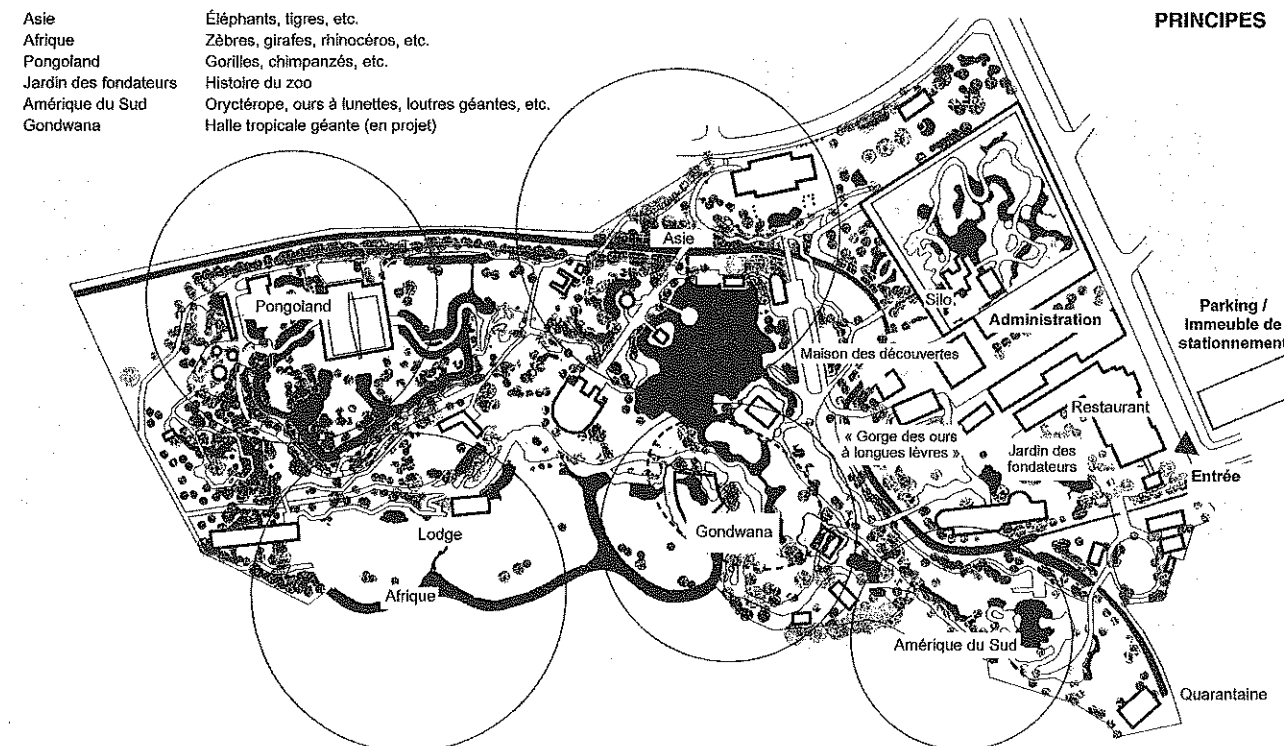 PRINCIPES
Asie Éléphants, tigres, etc.
Afrique Zèbres, girafes, rhinocéros, etc.
Pongoland Gorilles, chimpanzés, etc.
Jardin des fondateurs Histoire du zoo
Amérique du Sud Oryctérope, ours à lunettes, loutres géantes, etc.
Gondwana Halle tropicale géante (en projet)
Asie
Pongoland
Silo
Administration
Parking /
Immeuble de
stationnement
Maison des découvertes
Restaurant
« Gorge des ours
à longues lèvres »
Jardin des
fondateurs
Entrée
Lodge
Gondwana
Afrique
Amérique du Sud
Quarantaine